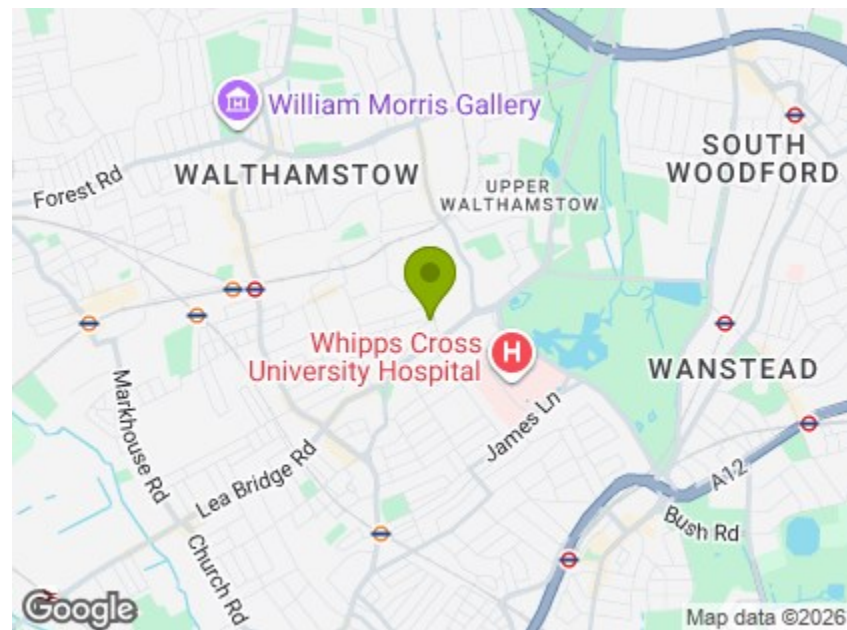 William Morris Gallery
SOUTH
WOODFORD
WALTHAMSTOW
Forest Rd
UPPER
WALTHAMSTOW
Whipps Cross
University Hospital
H
WANSTEAD
Markhouse Rd
James Ln
Lea Bridge Rd
A12
Bush Rd
Church Rd
Google
Map data ©2026